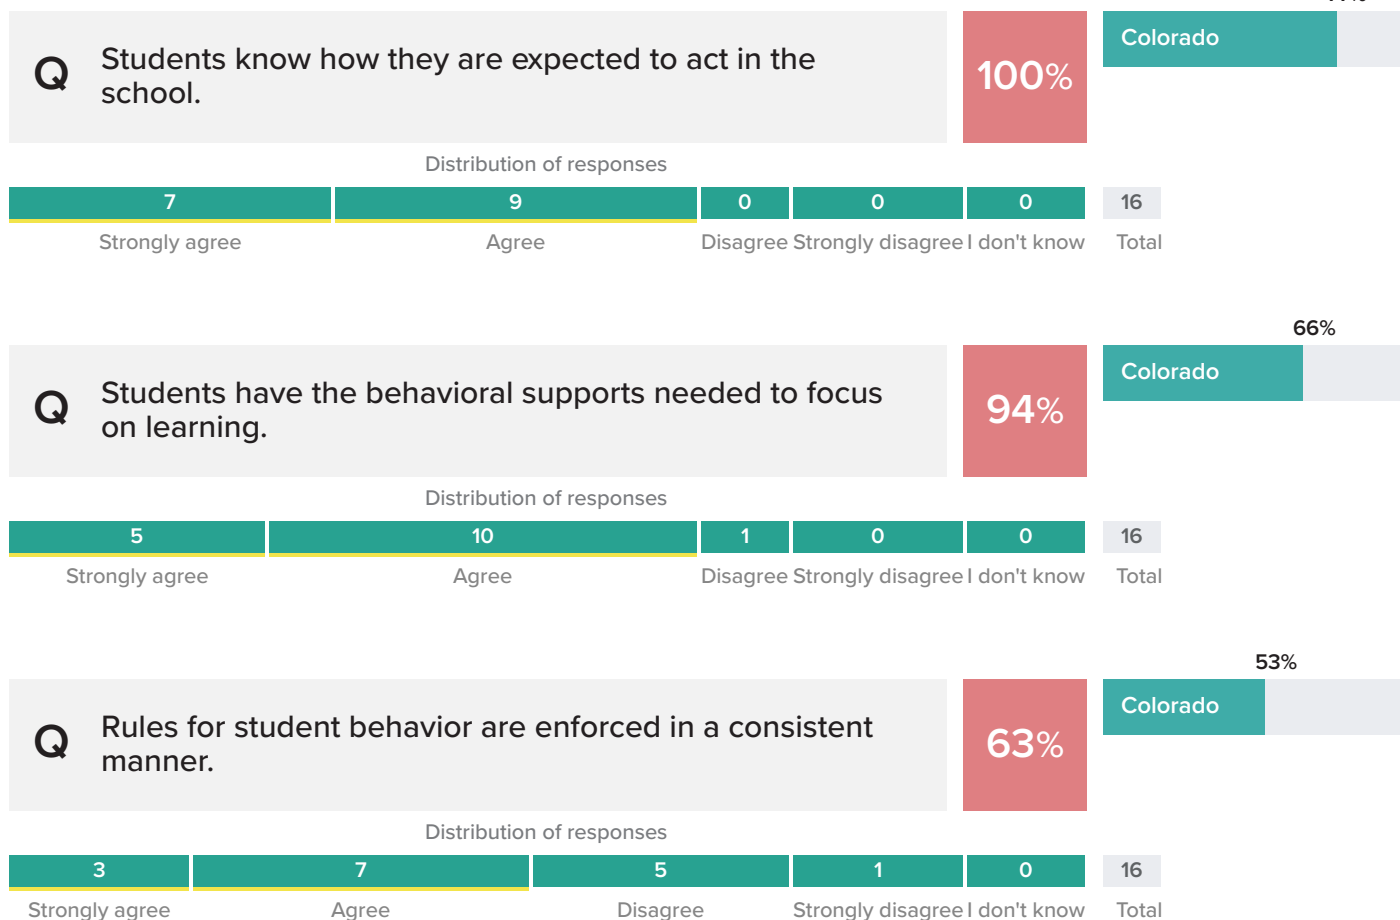 Q
Students know how they are expected to act in the
school.
100%
Colorado
Distribution of responses
7 9 0 0 0 16
Strongly agree Agree Disagree Strongly disagree I don't know Total
66%
Q
Students have the behavioral supports needed to focus
on learning.
94%
Colorado
Distribution of responses
5 10 1 0 0 16
Strongly agree Agree Disagree Strongly disagree I don't know Total
53%
Q
Rules for student behavior are enforced in a consistent
manner.
63%
Colorado
Distribution of responses
3 7 5 1 0 16
Strongly agree Agree Disagree Strongly disagree I don't know Total